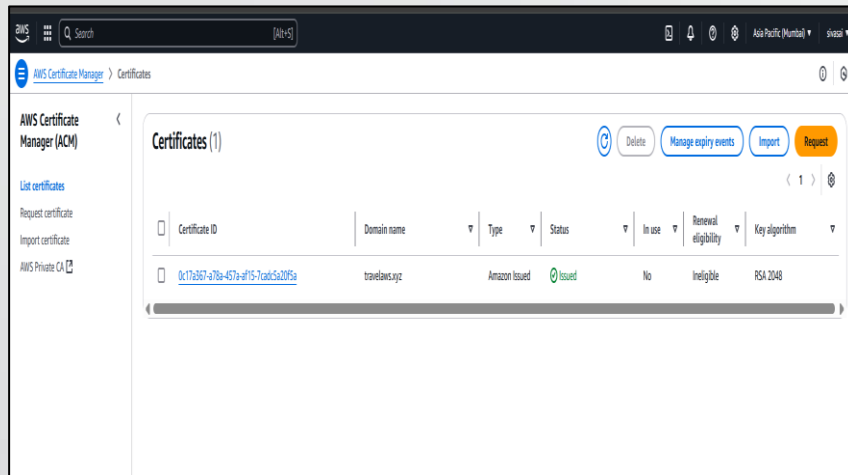 aws
Search [Alt+S] Asia Pacific (Mumbai) sivasai
AWS Certificate Manager > Certificates
AWS Certificate
Manager (ACM)
List certificates
Request certificate
Import certificate
AWS Private CA
Certificates (1) Delete Manage expiry events Import Request
1
Certificate ID Domain name Type Status In use Renewal eligibility Key algorithm
0c17a367-a78a-457a-af15-7cadc5a20f5a travelaws.xyz Amazon Issued Issued No Ineligible RSA 2048